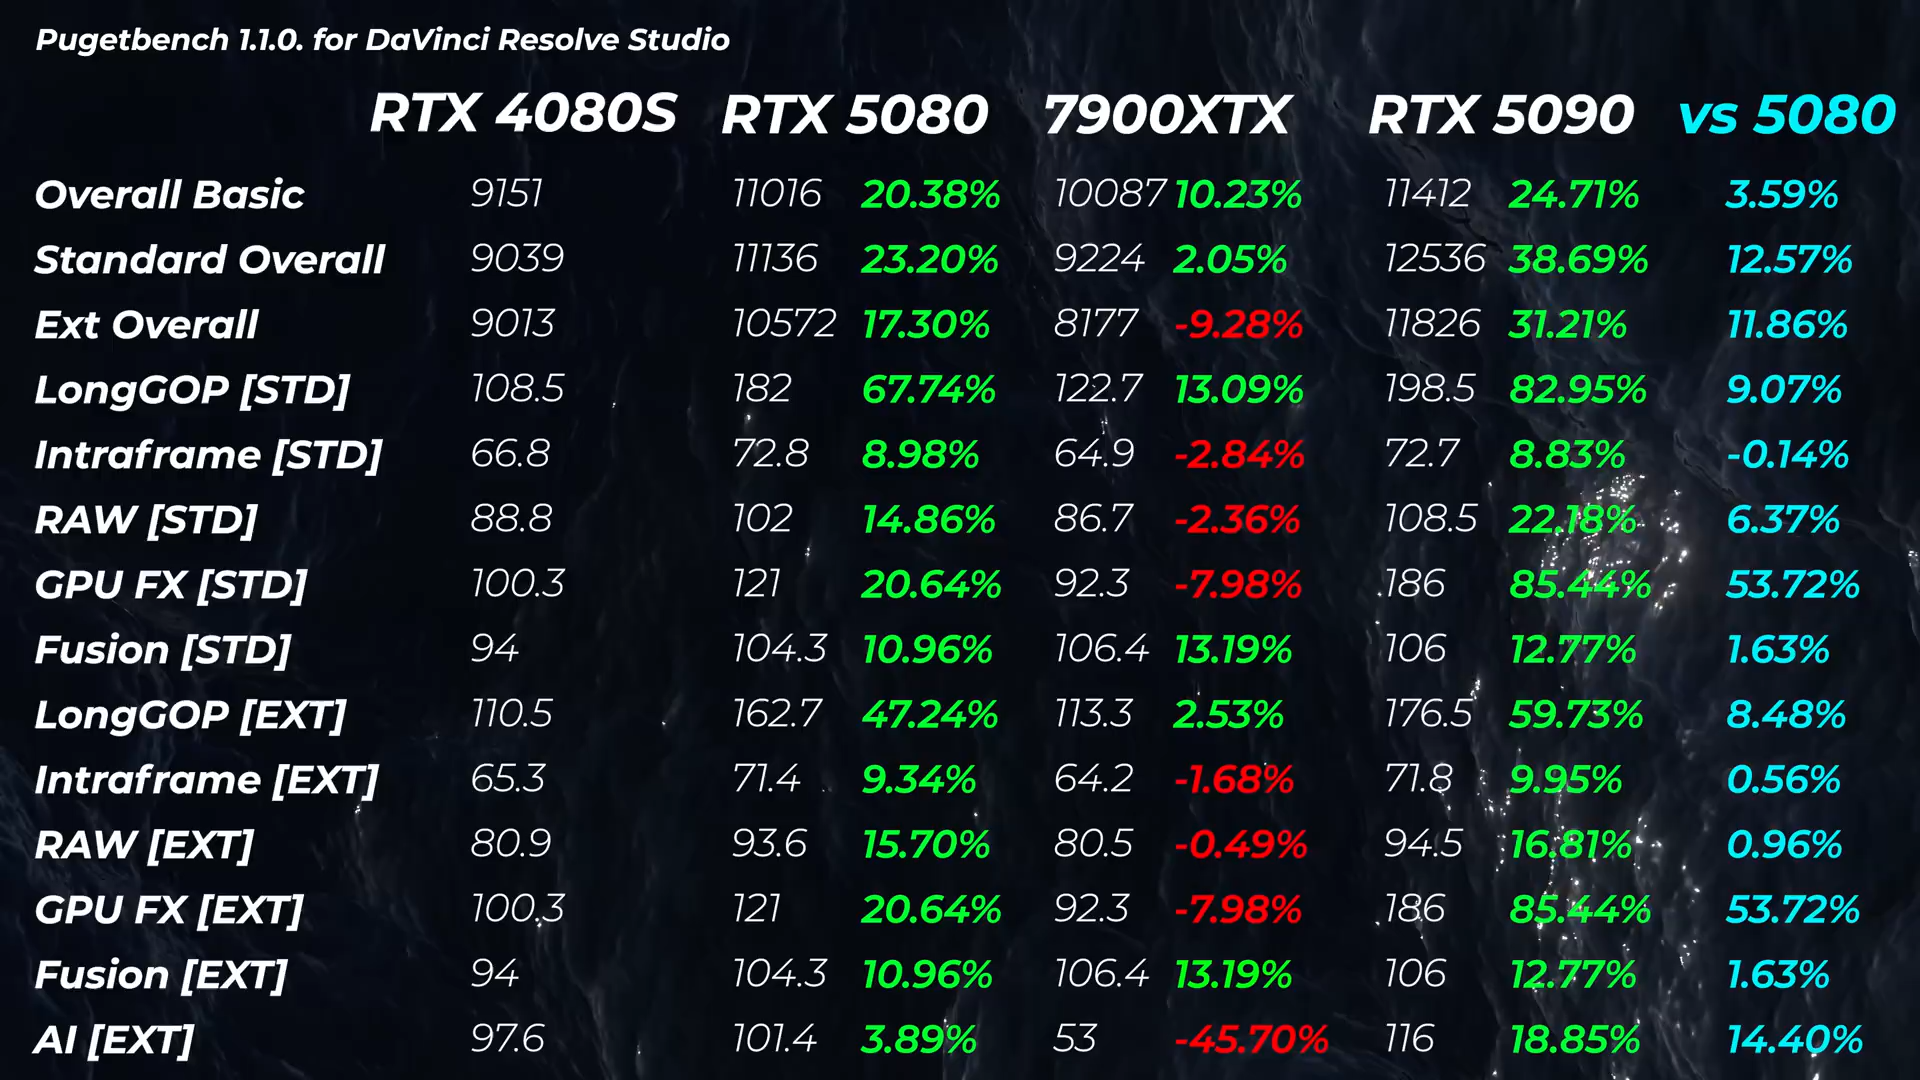 Pugetbench 1.1.0. for DaVinci Resolve Studio
RTX 4080S RTX 5080 7900XTX RTX 5090 vs 5080
Overall Basic 9151 11016 20.38% 10087 10.23% 11412 24.71% 3.59%
Standard Overall 9039 11136 23.20% 9224 2.05% 12536 38.69% 12.57%
Ext Overall 9013 10572 17.30% 8177 -9.28% 11826 31.21% 11.86%
LongGOP [STD] 108.5 182 67.74% 122.7 13.09% 198.5 82.95% 9.07%
Intraframe [STD] 66.8 72.8 8.98% 64.9 -2.84% 72.7 8.83% -0.14%
RAW [STD] 88.8 102 14.86% 86.7 -2.36% 108.5 22.18% 6.37%
GPU FX [STD] 100.3 121 20.64% 92.3 -7.98% 186 85.44% 53.72%
Fusion [STD] 94 104.3 10.96% 106.4 13.19% 106 12.77% 1.63%
LongGOP [EXT] 110.5 162.7 47.24% 113.3 2.53% 176.5 59.73% 8.48%
Intraframe [EXT] 65.3 71.4 9.34% 64.2 -1.68% 71.8 9.95% 0.56%
RAW [EXT] 80.9 93.6 15.70% 80.5 -0.49% 94.5 16.81% 0.96%
GPU FX [EXT] 100.3 121 20.64% 92.3 -7.98% 186 85.44% 53.72%
Fusion [EXT] 94 104.3 10.96% 106.4 13.19% 106 12.77% 1.63%
AI [EXT] 97.6 101.4 3.89% 53 -45.70% 116 18.85% 14.40%